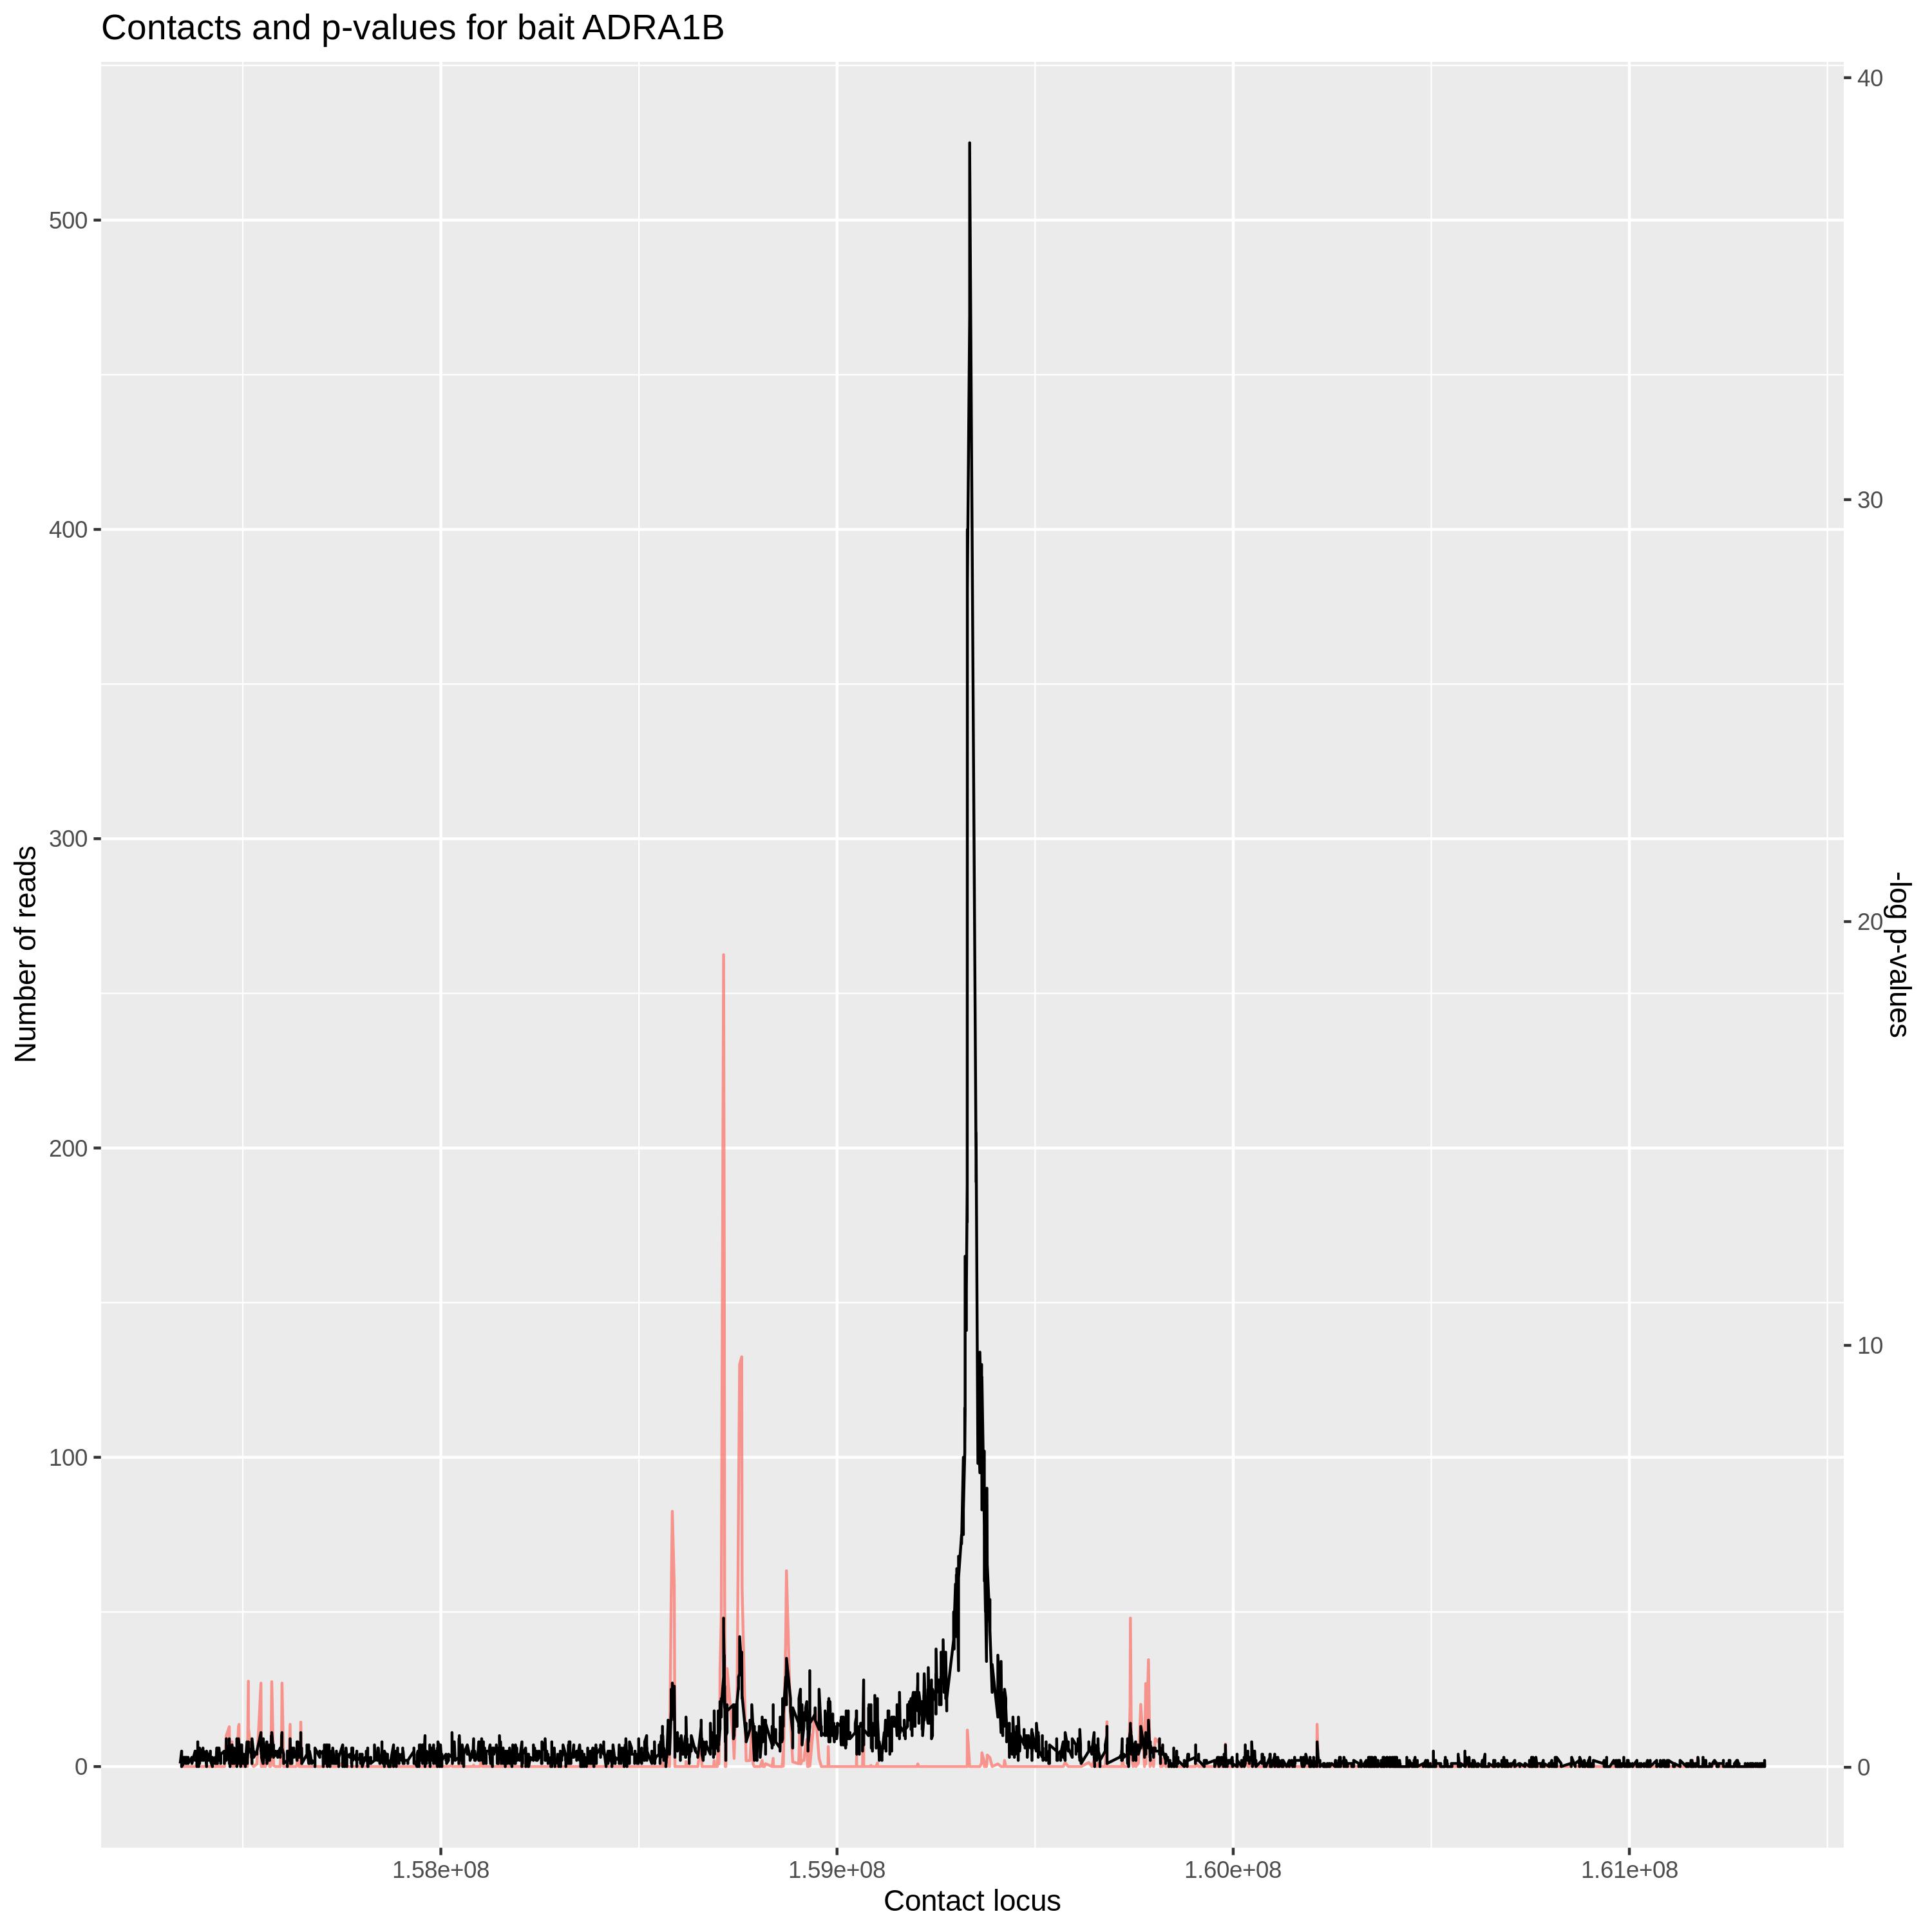 Contacts and p-values for bait ADRA1B
Number of reads
500
400
300
200
100
0
40
30
20
10
0
-log p-values
1.58e+08
1.59e+08
1.60e+08
1.61e+08
Contact locus